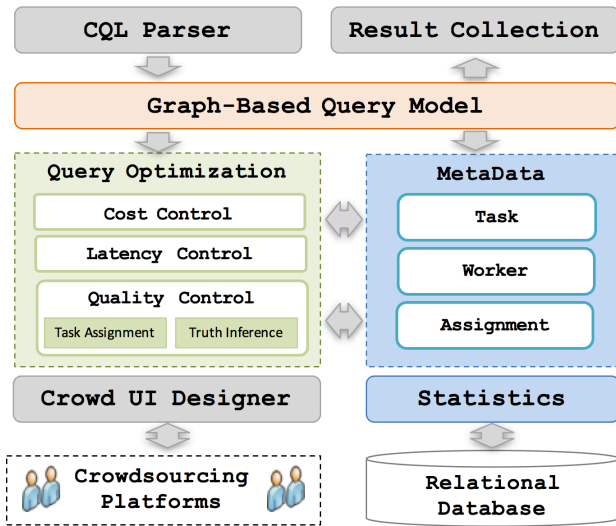 CQL Parser
Result Collection
Graph-Based Query Model
Query Optimization
Cost Control
Latency Control
Quality Control
Task Assignment
Truth Inference
MetaData
Task
Worker
Assignment
Crowd UI Designer
Statistics
Crowdsourcing
Platforms
Relational
Database